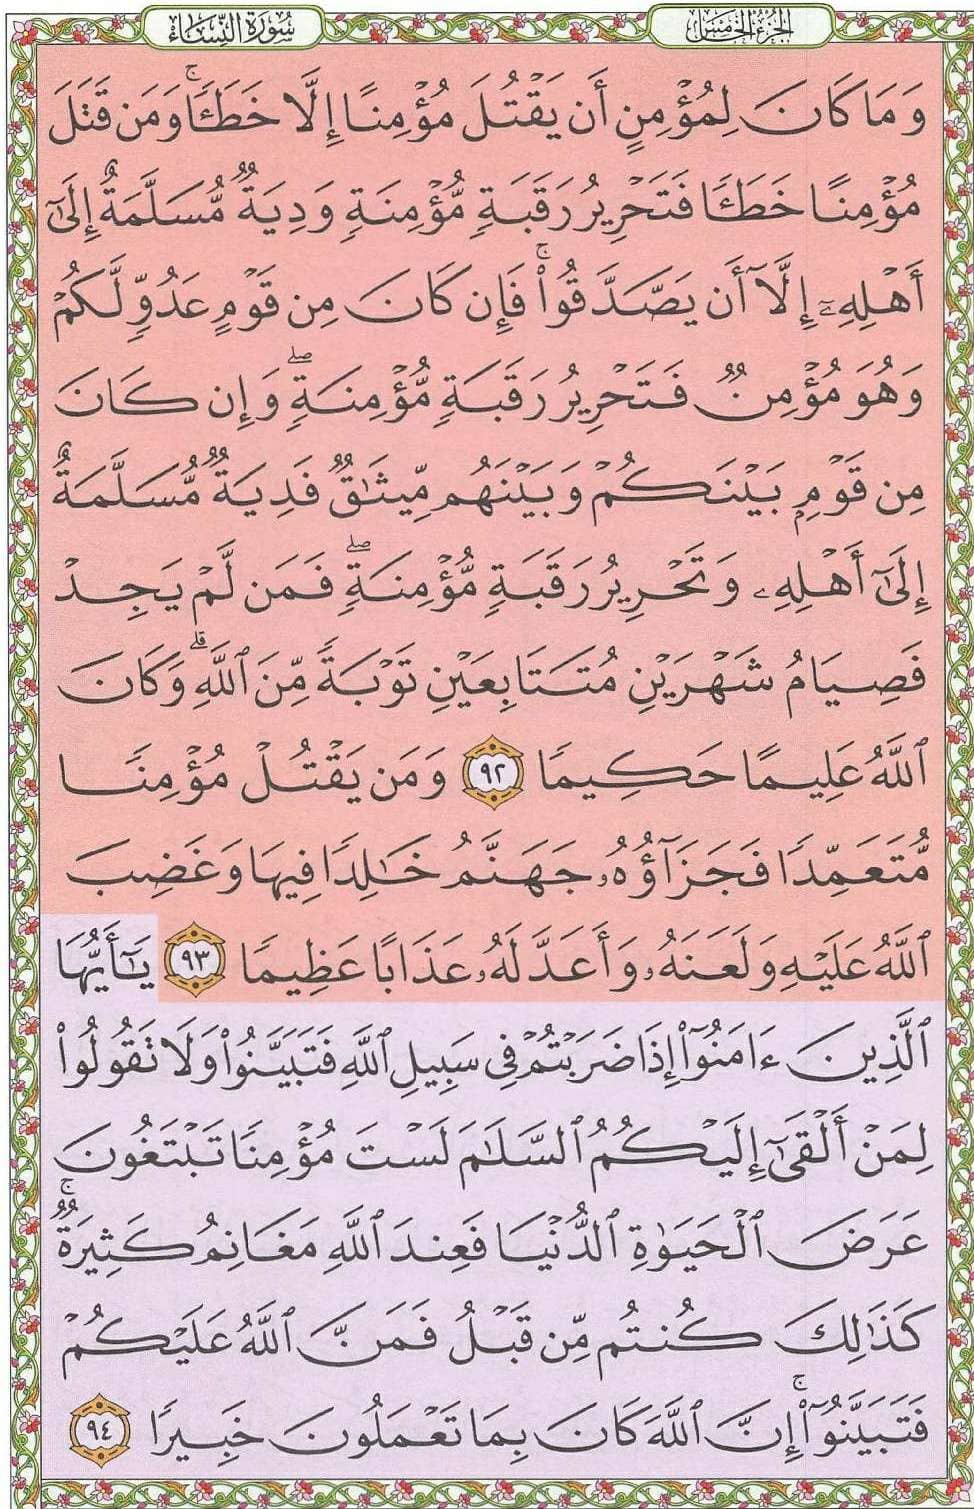 الجزء الخامس
سورة النساء
وَمَا كَانَ لِمُؤْمِنٍ أَن يَقْتُلَ مُؤْمِنًا إِلَّا خَطَـًٔا ۚ وَمَن قَتَلَ
مُؤْمِنًا خَطَـًٔا فَتَحْرِيرُ رَقَبَةٍ مُّؤْمِنَةٍ وَدِيَةٌ مُّسَلَّمَةٌ إِلَىٰٓ
أَهْلِهِۦٓ إِلَّآ أَن يَصَّدَّقُوا۟ ۚ فَإِن كَانَ مِن قَوْمٍ عَدُوٍّ لَّكُمْ
وَهُوَ مُؤْمِنٌ فَتَحْرِيرُ رَقَبَةٍ مُّؤْمِنَةٍ ۖ وَإِن كَانَ
مِن قَوْمٍۭ بَيْنَكُمْ وَبَيْنَهُم مِّيثَـٰقٌ فَدِيَةٌ مُّسَلَّمَةٌ
إِلَىٰٓ أَهْلِهِۦ وَتَحْرِيرُ رَقَبَةٍ مُّؤْمِنَةٍ ۖ فَمَن لَّمْ يَجِدْ
فَصِيَامُ شَهْرَيْنِ مُتَتَابِعَيْنِ تَوْبَةً مِّنَ ٱللَّهِ ۗ وَكَانَ
ٱللَّهُ عَلِيمًا حَكِيمًا ٩٢ وَمَن يَقْتُلْ مُؤْمِنًا
مُّتَعَمِّدًا فَجَزَآؤُهُۥ جَهَنَّمُ خَـٰلِدًا فِيهَا وَغَضِبَ
ٱللَّهُ عَلَيْهِ وَلَعَنَهُۥ وَأَعَدَّ لَهُۥ عَذَابًا عَظِيمًا ٩٣ يَـٰٓأَيُّهَا
ٱلَّذِينَ ءَامَنُوٓا۟ إِذَا ضَرَبْتُمْ فِى سَبِيلِ ٱللَّهِ فَتَبَيَّنُوا۟ وَلَا تَقُولُوا۟
لِمَنْ أَلْقَىٰٓ إِلَيْكُمُ ٱلسَّلَـٰمَ لَسْتَ مُؤْمِنًا تَبْتَغُونَ
عَرَضَ ٱلْحَيَوٰةِ ٱلدُّنْيَا فَعِندَ ٱللَّهِ مَغَانِمُ كَثِيرَةٌ ۚ
كَذَٰلِكَ كُنتُم مِّن قَبْلُ فَمَنَّ ٱللَّهُ عَلَيْكُمْ
فَتَبَيَّنُوٓا۟ ۚ إِنَّ ٱللَّهَ كَانَ بِمَا تَعْمَلُونَ خَبِيرًا ٩٤